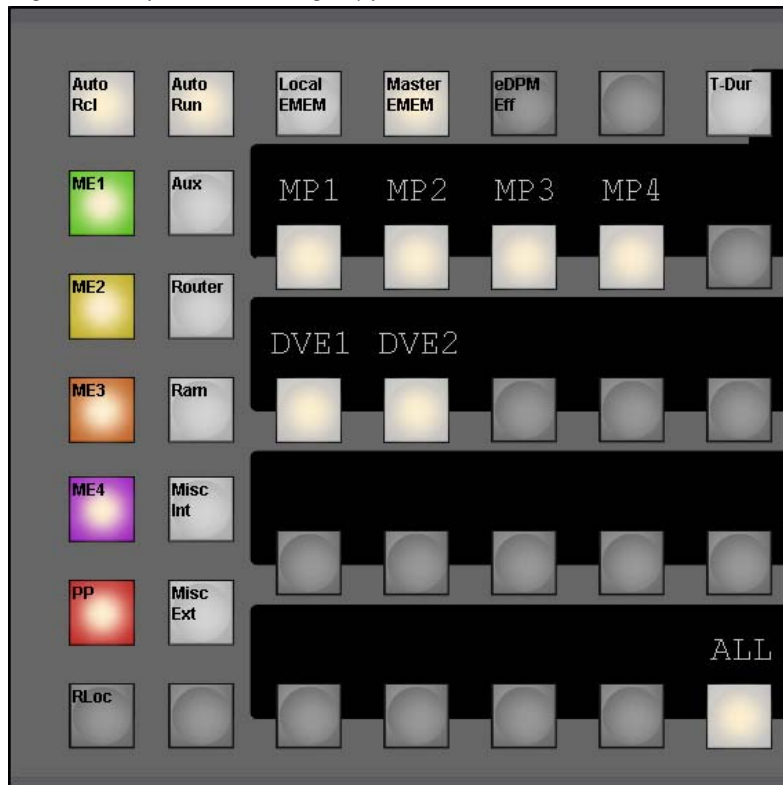 Auto Rcl
Auto Run
Local EMEM
Master EMEM
eDPM Eff
T-Dur
ME1
Aux
MP1 MP2 MP3 MP4
ME2
Router
DVE1 DVE2
ME3
Ram
ME4
Misc Int
PP
Misc Ext
ALL
RLoc